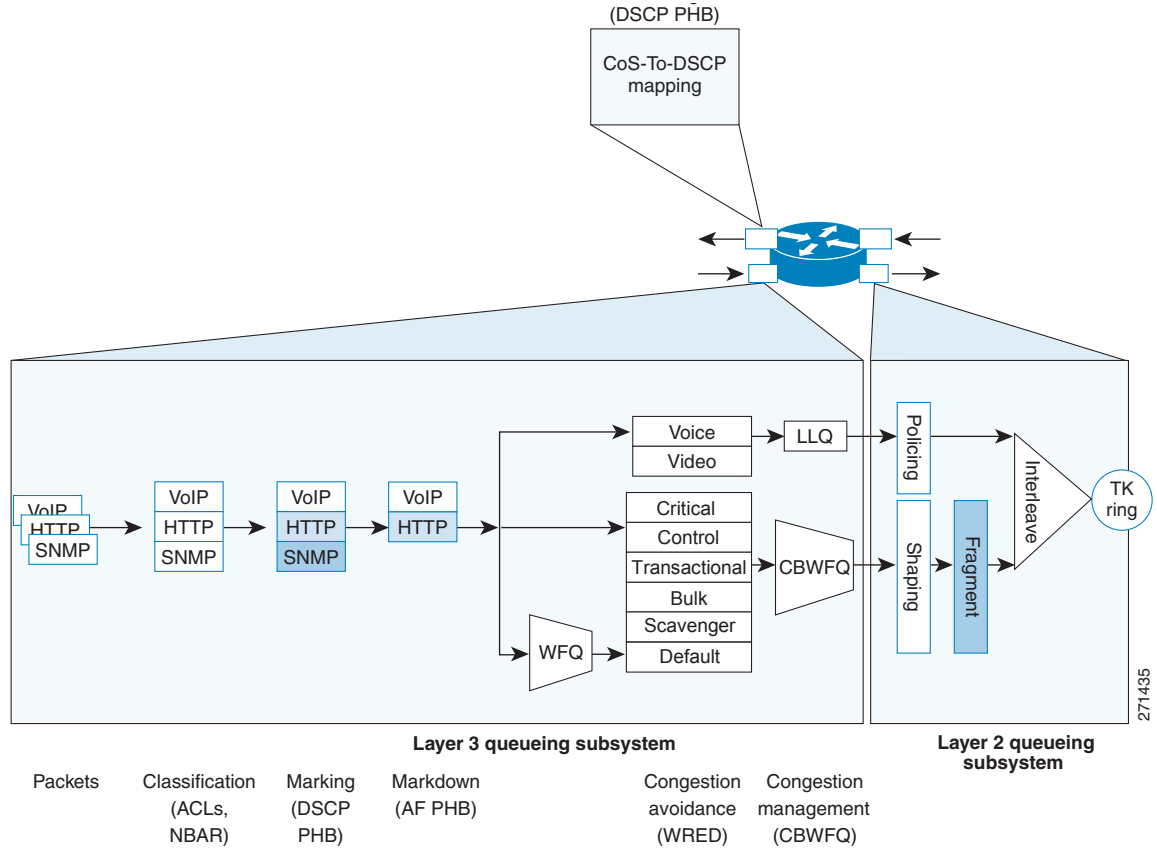 (DSCP PHB)
CoS-To-DSCP
mapping
VoIP
HTTP
SNMP
VoIP
HTTP
SNMP
VoIP
HTTP
SNMP
VoIP
HTTP
WFQ
Voice
Video
Critical
Control
Transactional
Bulk
Scavenger
Default
LLQ
CBWFQ
Policing
Shaping
Fragment
Interleave
TK
ring
271435
Layer 3 queueing subsystem
Layer 2 queueing
subsystem
Packets
Classification
(ACLs,
NBAR)
Marking
(DSCP
PHB)
Markdown
(AF PHB)
Congestion
avoidance
(WRED)
Congestion
management
(CBWFQ)